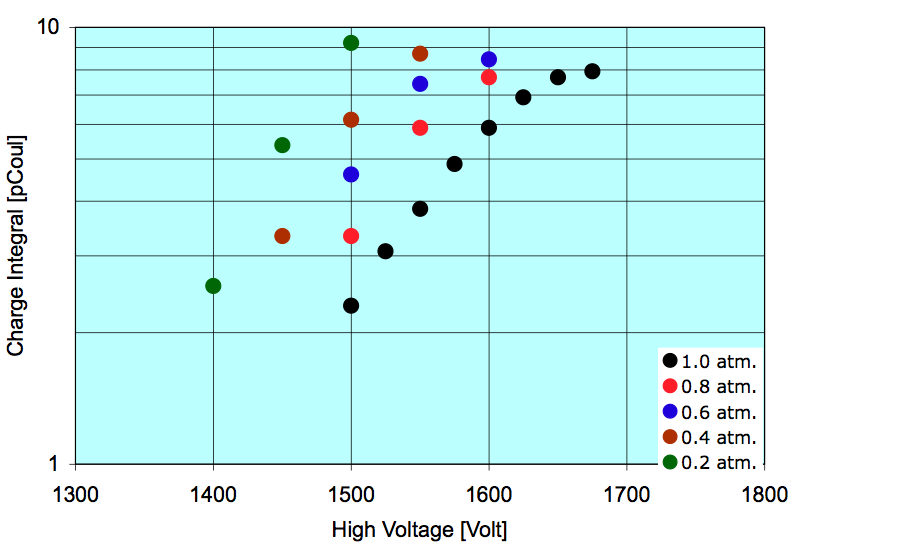 10
Charge Integral [pCoul]
1.0 atm.
0.8 atm.
0.6 atm.
0.4 atm.
0.2 atm.
1
1300 1400 1500 1600 1700 1800
High Voltage [Volt]